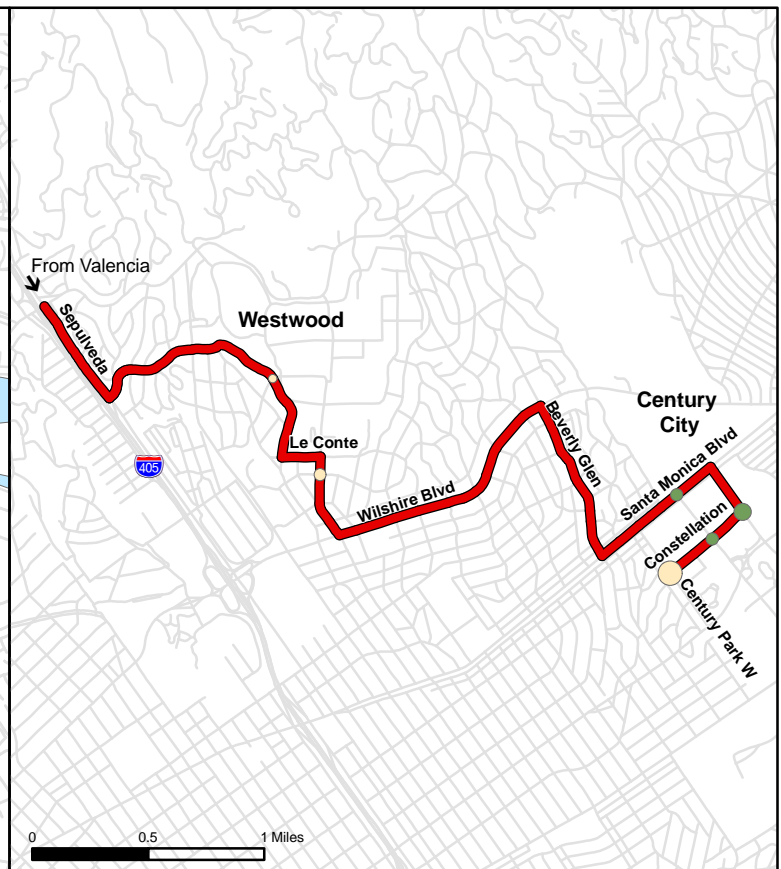 From Valencia
Sepulveda
Westwood
405
Le Conte
Wilshire Blvd
Beverly Glen
Century
City
Santa Monica Blvd
Constellation
Century Park W
0 0.5 1 Miles